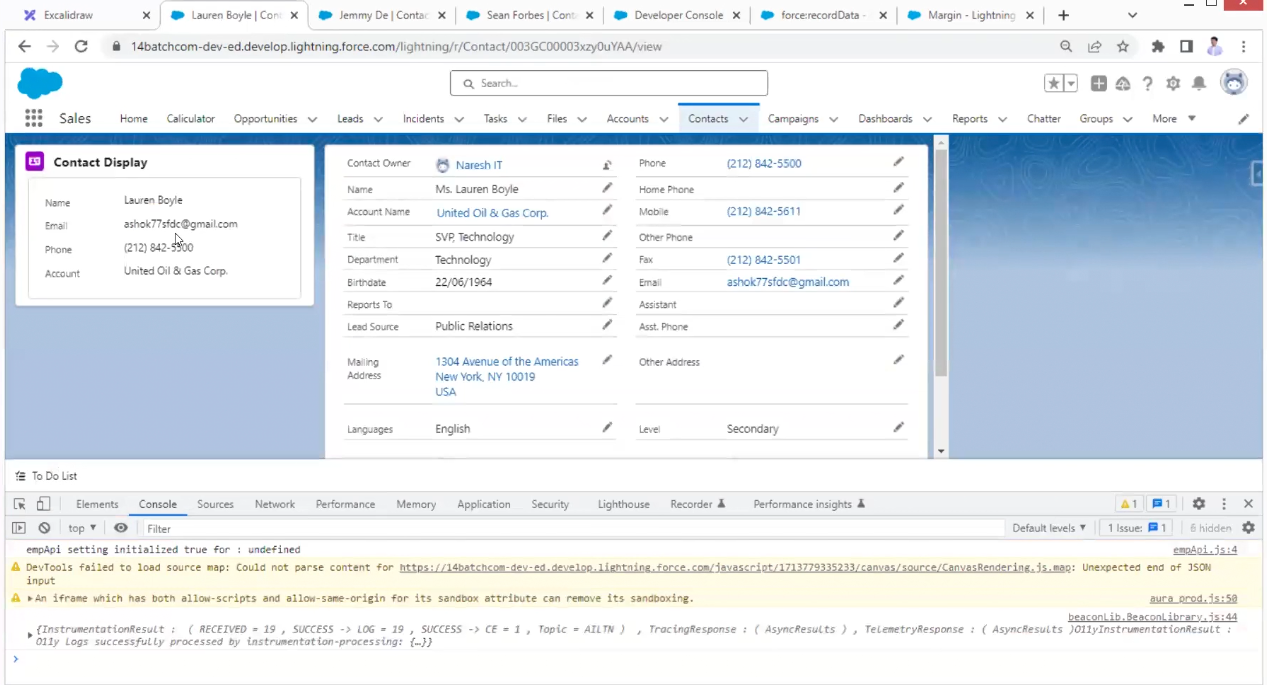 Excalidraw
Lauren Boyle | Cont
Jemmy De | Contac
Sean Forbes | Conta
Developer Console
force:recordData -
Margin - Lightning
14batchcom-dev-ed.develop.lightning.force.com/lightning/r/Contact/003GC00003xzy0uYAA/view
Search...
Sales
Home
Calculator
Opportunities
Leads
Incidents
Tasks
Files
Accounts
Contacts
Campaigns
Dashboards
Reports
Chatter
Groups
More
Contact Display
Name Lauren Boyle
Email ashok77sfdc@gmail.com
Phone (212) 842-5500
Account United Oil & Gas Corp.
Contact Owner Naresh IT
Phone (212) 842-5500
Name Ms. Lauren Boyle
Home Phone
Account Name United Oil & Gas Corp.
Mobile (212) 842-5611
Title SVP, Technology
Other Phone
Department Technology
Fax (212) 842-5501
Birthdate 22/06/1964
Email ashok77sfdc@gmail.com
Reports To
Assistant
Lead Source Public Relations
Asst. Phone
Mailing Address
1304 Avenue of the Americas
New York, NY 10019
USA
Other Address
Languages English
Level Secondary
To Do List
Elements
Console
Sources
Network
Performance
Memory
Application
Security
Lighthouse
Recorder
Performance insights
1
1
top
Filter
Default levels
1 Issue: 1
6 hidden
empApi setting initialized true for : undefined
empApi.js:4
DevTools failed to load source map: Could not parse content for https://14batchcom-dev-ed.develop.lightning.force.com/javascript/1713779335233/canvas/source/CanvasRendering.js.map: Unexpected end of JSON
input
An iframe which has both allow-scripts and allow-same-origin for its sandbox attribute can remove its sandboxing.
aura_prod.js:50
beaconLib.BeaconLibrary.js:44
{InstrumentationResult : ( RECEIVED = 19 , SUCCESS -> LOG = 19 , SUCCESS -> CE = 1 , Topic = AILTN ) , TracingResponse : ( AsyncResults ) , TelemetryResponse : ( AsyncResults )O11yInstrumentationResult :
O11y Logs successfully processed by instrumentation-processing: {…}}